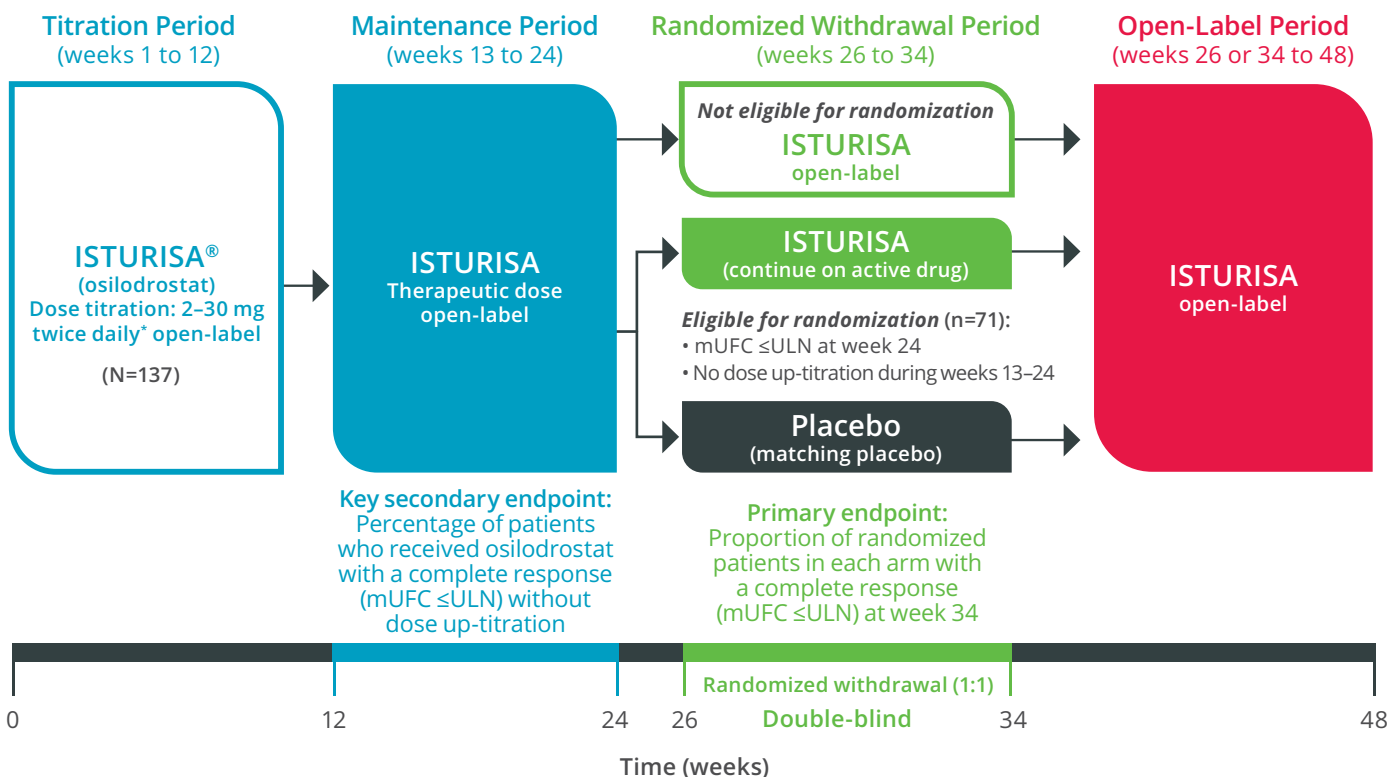 Titration Period
(weeks 1 to 12)
Maintenance Period
(weeks 13 to 24)
Randomized Withdrawal Period
(weeks 26 to 34)
Open-Label Period
(weeks 26 or 34 to 48)
ISTURISA®
(osilodrostat)
Dose titration: 2–30 mg
twice daily* open-label
(N=137)
ISTURISA
Therapeutic dose
open-label
Not eligible for randomization
ISTURISA
open-label
ISTURISA
(continue on active drug)
Eligible for randomization (n=71):
• mUFC ≤ULN at week 24
• No dose up-titration during weeks 13–24
Placebo
(matching placebo)
ISTURISA
open-label
Key secondary endpoint:
Percentage of patients
who received osilodrostat
with a complete response
(mUFC ≤ULN) without
dose up-titration
Primary endpoint:
Proportion of randomized
patients in each arm with
a complete response
(mUFC ≤ULN) at week 34
Randomized withdrawal (1:1)
0
12
24
26
Double-blind
34
48
Time (weeks)